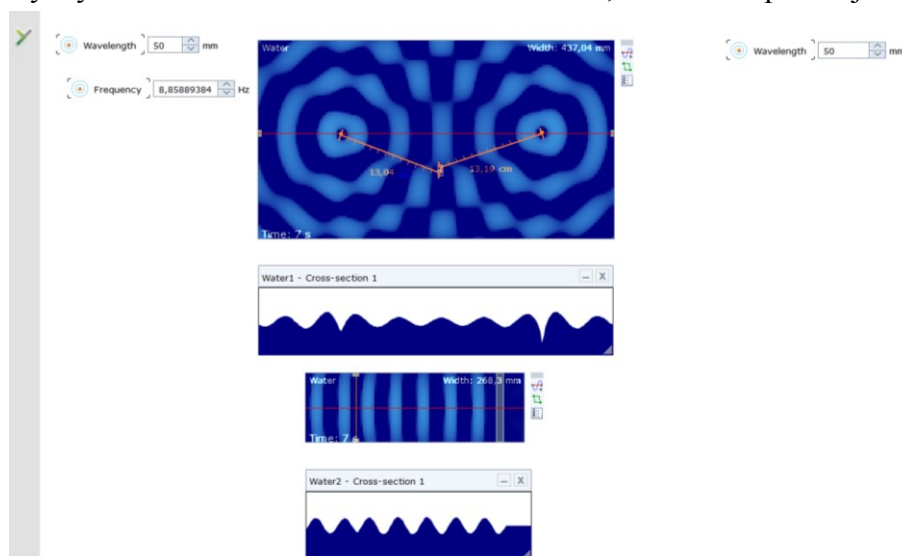 Wavelength 50 mm
Frequency 8,85889384 Hz
Water Width: 437,04 mm
Wavelength 50 mm
13,04
13,19 cm
Time: 7 s
Water1 - Cross-section 1
Water Width: 268,3 mm
Time: 7 s
Water2 - Cross-section 1